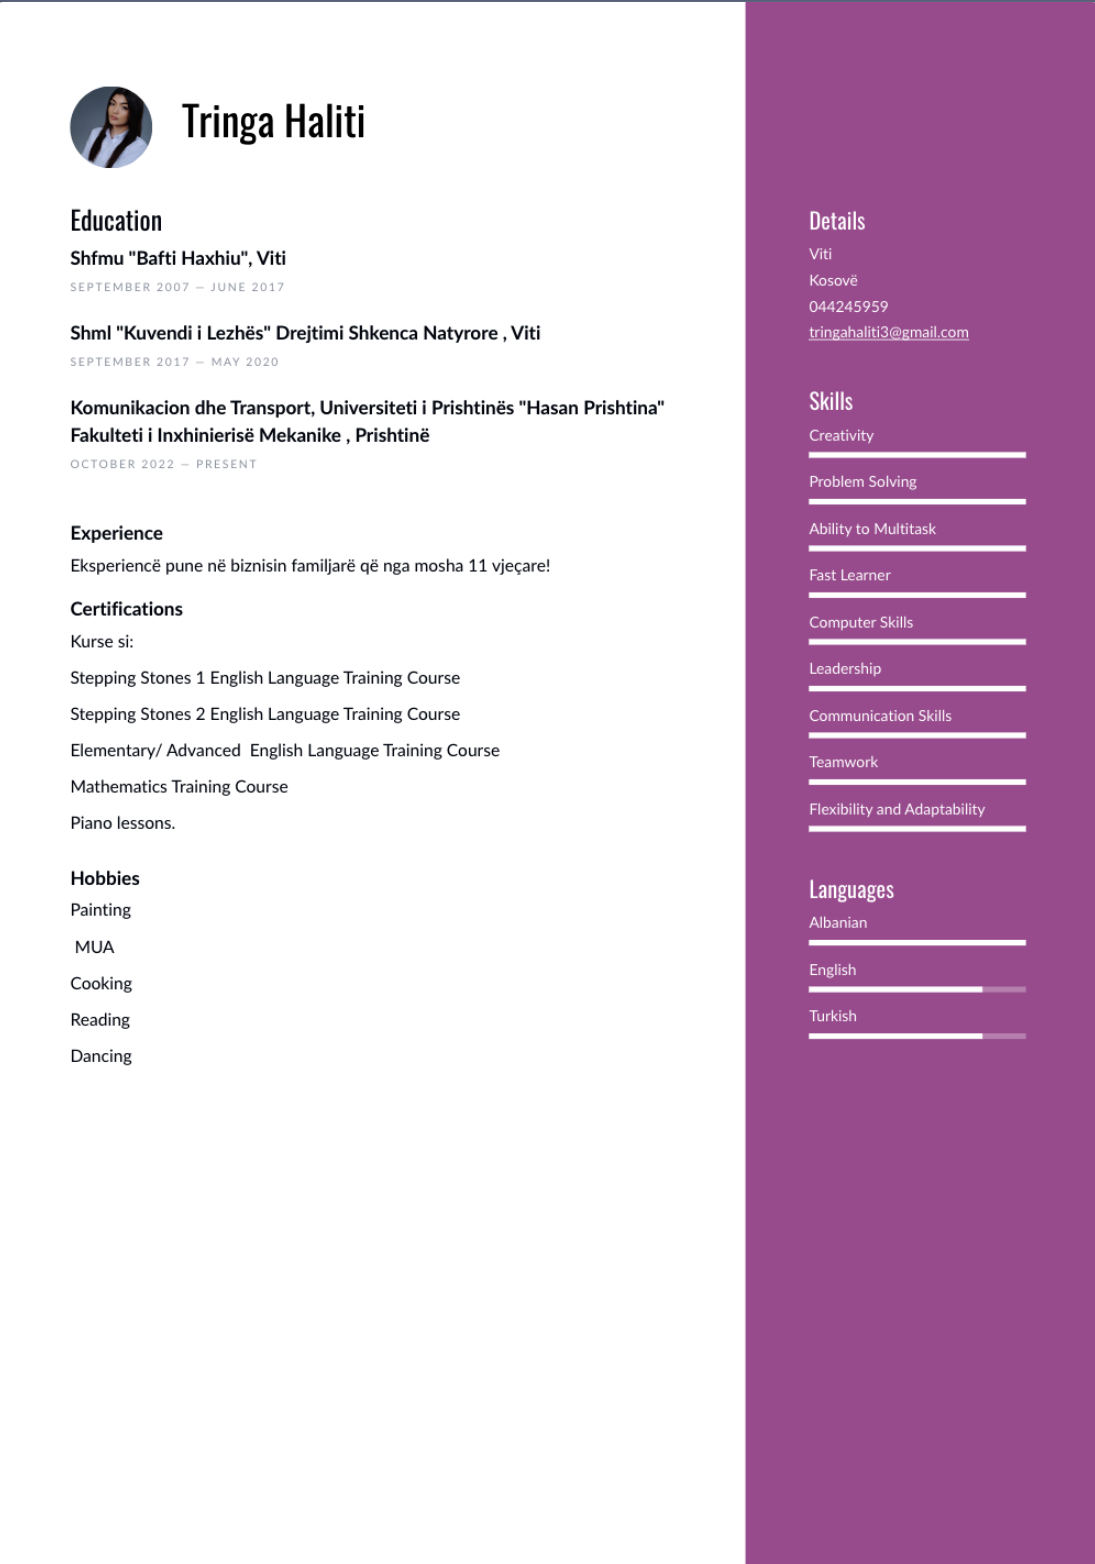 Tringa Haliti
Education
Shfmu "Bafti Haxhiu", Viti
SEPTEMBER 2007 — JUNE 2017
Shml "Kuvendi i Lezhës" Drejtimi Shkenca Natyrore , Viti
SEPTEMBER 2017 — MAY 2020
Komunikacion dhe Transport, Universiteti i Prishtinës "Hasan Prishtina"
Fakulteti i Inxhinierisë Mekanike , Prishtinë
OCTOBER 2022 — PRESENT
Experience
Eksperiencë pune në biznisin familjarë që nga mosha 11 vjeçare!
Certifications
Kurse si:
Stepping Stones 1 English Language Training Course
Stepping Stones 2 English Language Training Course
Elementary/ Advanced  English Language Training Course
Mathematics Training Course
Piano lessons.
Hobbies
Painting
MUA
Cooking
Reading
Dancing
Details
Viti
Kosovë
044245959
tringahaliti3@gmail.com
Skills
Creativity
Problem Solving
Ability to Multitask
Fast Learner
Computer Skills
Leadership
Communication Skills
Teamwork
Flexibility and Adaptability
Languages
Albanian
English
Turkish